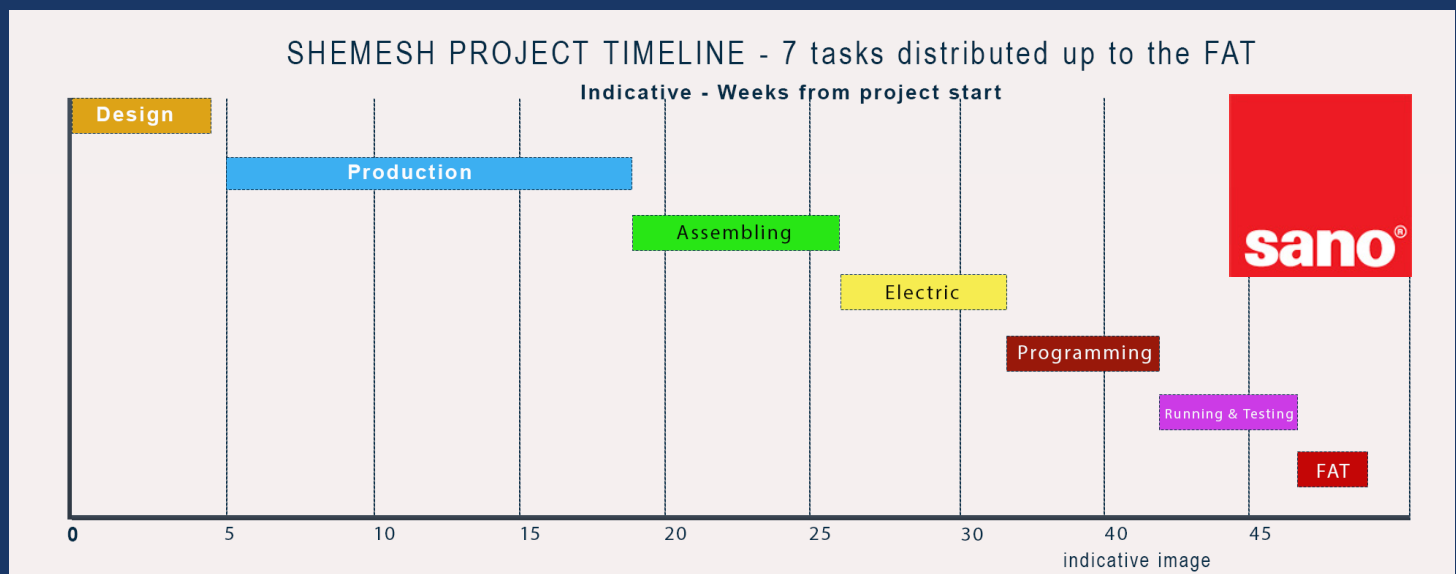 SHEMESH PROJECT TIMELINE - 7 tasks distributed up to the FAT
Indicative - Weeks from project start
Design
Production
Assembling
sano®
Electric
Programming
Running & Testing
FAT
0 5 10 15 20 25 30 40 45
indicative image